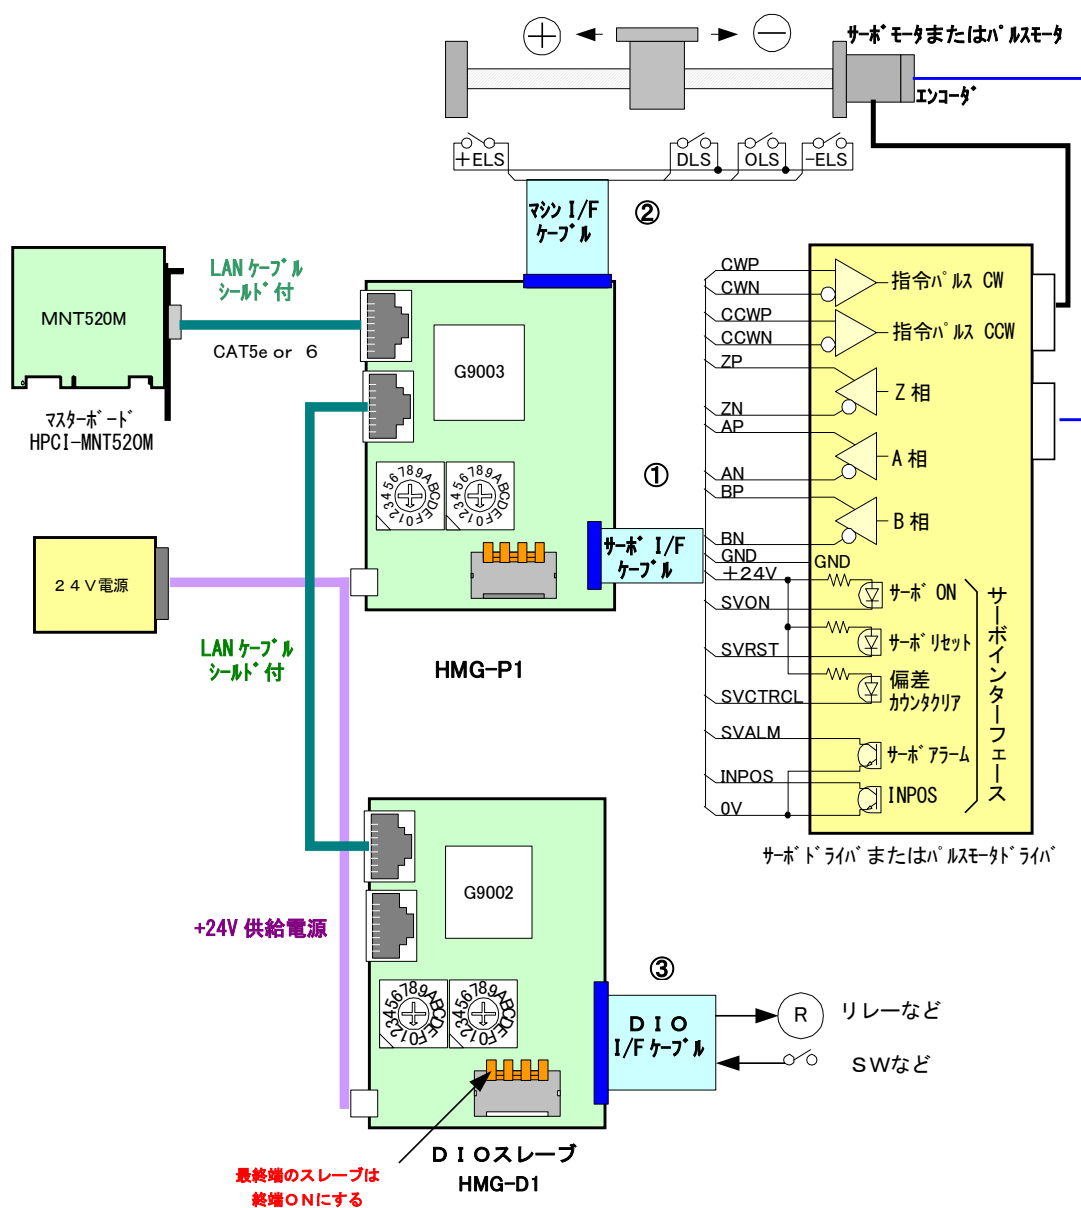 サーボモータまたはパルスモータ
エンコーダ
+ELS
DLS
OLS
-ELS
マシン I/F
ケーブル
②
LAN ケーブル
シールド付
MNT520M
CAT5e or 6
マスターボード
HPCI-MNT520M
G9003
3456789ABCDEF012
3456789ABCDEF012
①
サーボ I/F
ケーブル
HMG-P1
24V電源
LAN ケーブル
シールド付
+24V 供給電源
CWP
CWN
CCWP
CCWN
ZP
ZN
AP
AN
BP
BN
GND
+24V
SVON
SVRST
SVCTRCL
SVALM
INPOS
0V
指令パルス CW
指令パルス CCW
Z 相
A 相
B 相
GND
サーボ ON
サーボリセット
偏差
カウンタクリア
サーボアラーム
INPOS
サーボインターフェース
サーボドライバまたはパルスモータドライバ
G9002
3456789ABCDEF012
3456789ABCDEF012
③
DIO
I/F ケーブル
R
リレーなど
SWなど
DIOスレーブ
HMG-D1
最終端のスレーブは
終端ONにする